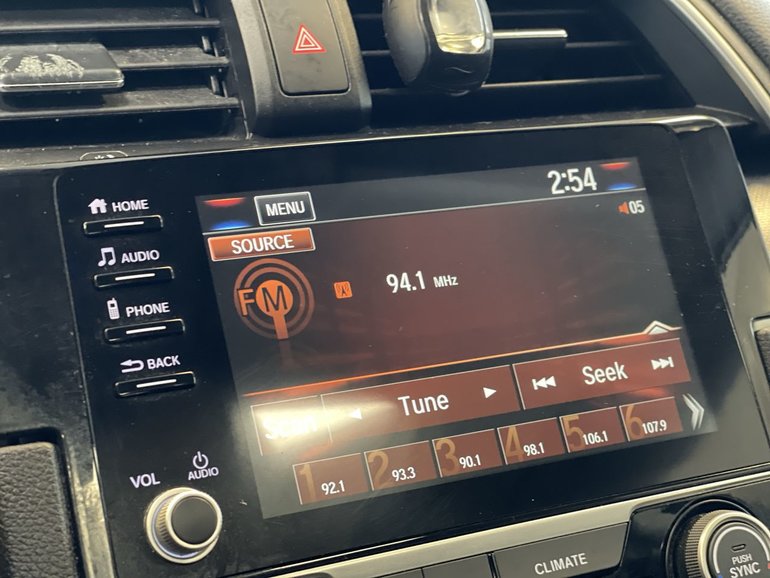 HOME
AUDIO
PHONE
BACK
VOL
AUDIO
MENU
2:54
SOURCE
05
FM
94.1 MHz
Tune
Seek
1 92.1
2 93.3
3 90.1
4 98.1
5 106.1
6 107.9
CLIMATE
PUSH
SYNC